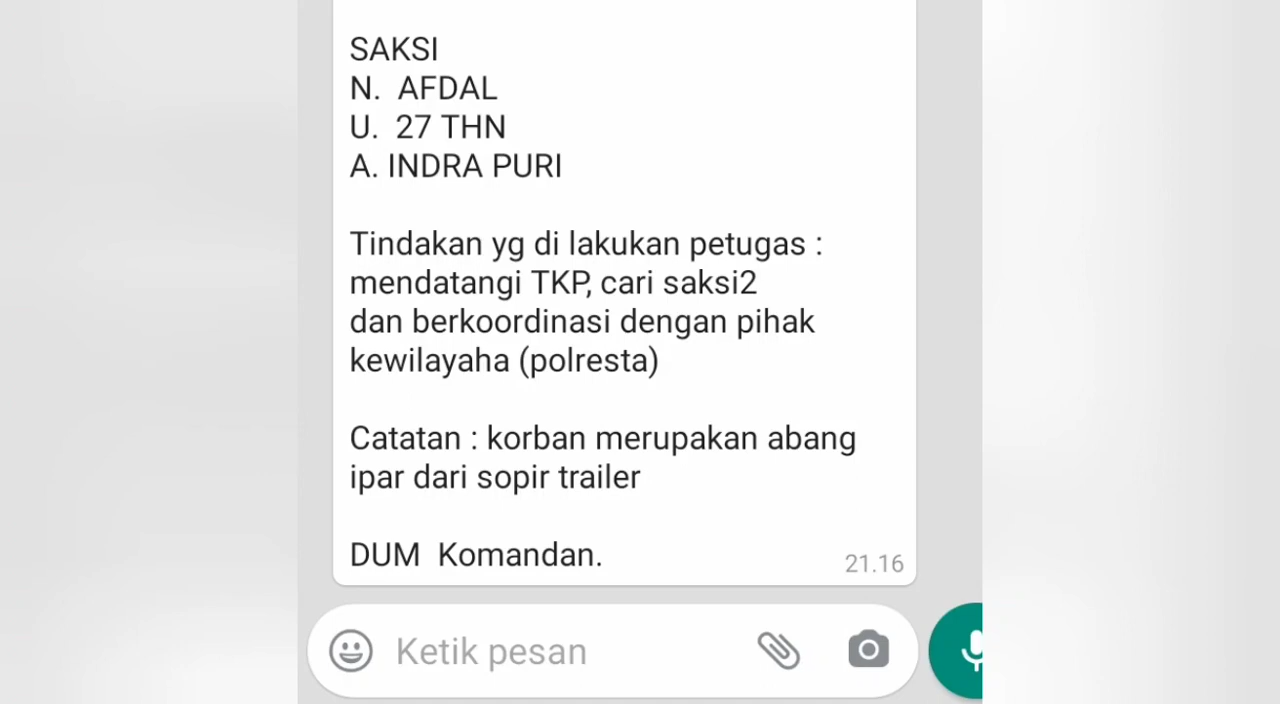 SAKSI
N.  AFDAL
U.  27 THN
A. INDRA PURI
Tindakan yg di lakukan petugas :
mendatangi TKP, cari saksi2
dan berkoordinasi dengan pihak
kewilayaha (polresta)
Catatan : korban merupakan abang
ipar dari sopir trailer
DUM  Komandan.
21.16
Ketik pesan